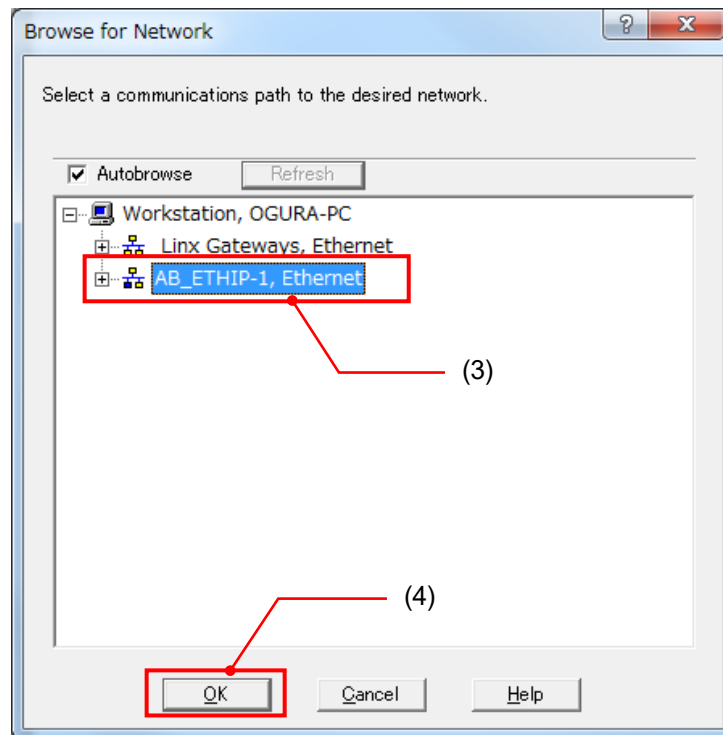 Browse for Network
Select a communications path to the desired network.
Autobrowse
Refresh
Workstation, OGURA-PC
Linx Gateways, Ethernet
AB_ETHIP-1, Ethernet
(3)
(4)
OK
Cancel
Help